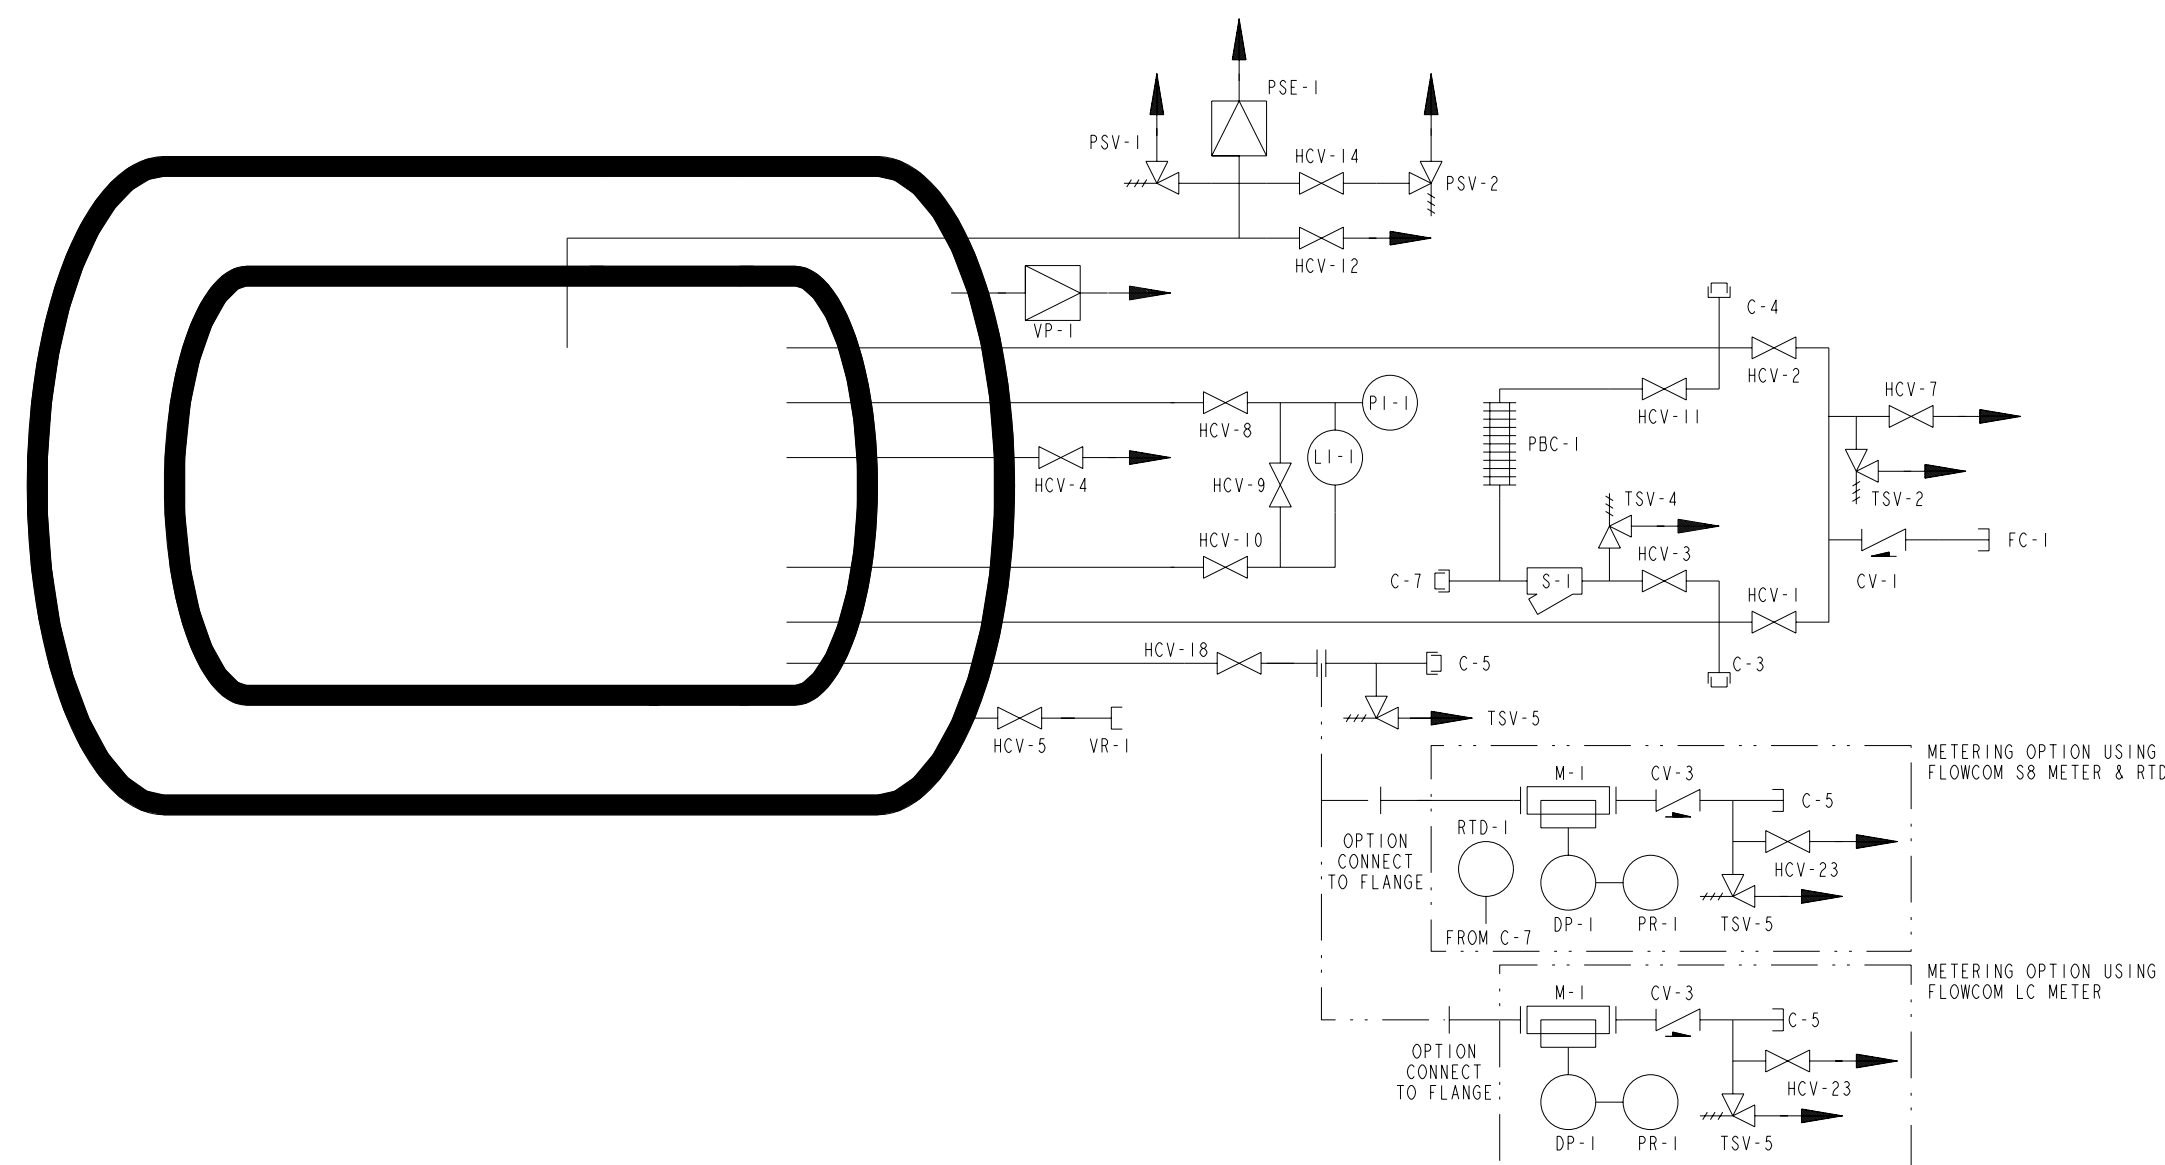 PSE-1
PSV-1
HCV-14
PSV-2
HCV-12
VP-1
C-4
HCV-2
HCV-7
PI-1
HCV-8
HCV-11
PBC-1
LI-1
HCV-4
HCV-9
TSV-4
TSV-2
HCV-10
HCV-3
FC-1
C-7
S-1
CV-1
HCV-1
HCV-18
C-5
C-3
HCV-5
VR-1
TSV-5
METERING OPTION USING
FLOWCOM S8 METER & RTD
M-1
CV-3
C-5
RTD-1
OPTION
CONNECT
TO FLANGE
HCV-23
DP-1
PR-1
TSV-5
FROM C-7
METERING OPTION USING
FLOWCOM LC METER
M-1
CV-3
C-5
OPTION
CONNECT
TO FLANGE
HCV-23
DP-1
PR-1
TSV-5